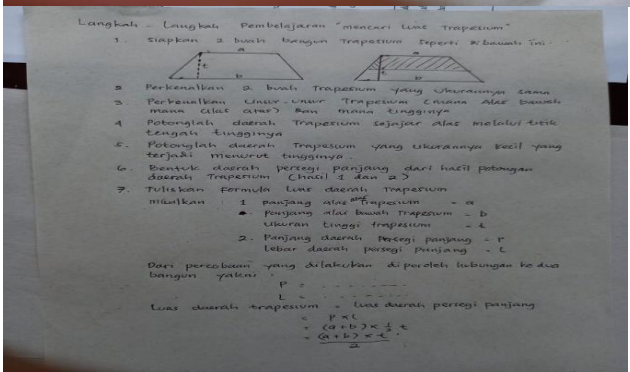 Langkah - Langkah Pembelajaran "mencari Luas Trapesium"
1. Siapkan 2 buah bangun Trapesium Seperti dibawah ini.
a a
t
b b
2 Perkenalkan 2 buah Trapesium yang Ukurannya sama
3 Perkenalkan Unsur-unsur Trapesium (mana Alas bawah
mana (alas atas) dan mana tingginya
4 Potonglah daerah Trapesium sejajar alas melalui titik
tengah tingginya
5. Potonglah daerah Trapesium yang Ukurannya kecil yang
terjadi menurut tingginya.
6. Bentuk daerah persegi panjang dari hasil potongan
daerah Trapesium (hasil 1 dan 2)
7. Tuliskan Formula luas daerah Trapesium
misalkan : 1 panjang alas atas Trapesium = a
Panjang alas bawah Trapesium = b
Ukuran tinggi trapesium = t
2. Panjang daerah persegi panjang = P
Lebar daerah persegi panjang = L
Dari percobaan yang dilakukan diperoleh hubungan ke dua
bangun yakni :
P = - - - - - - - -
L = - - - - - - - -
Luas daerah trapesium = Luas daerah persegi panjang
= P x L
= (a+b) x 1/2 t
= (a+b) x t
2